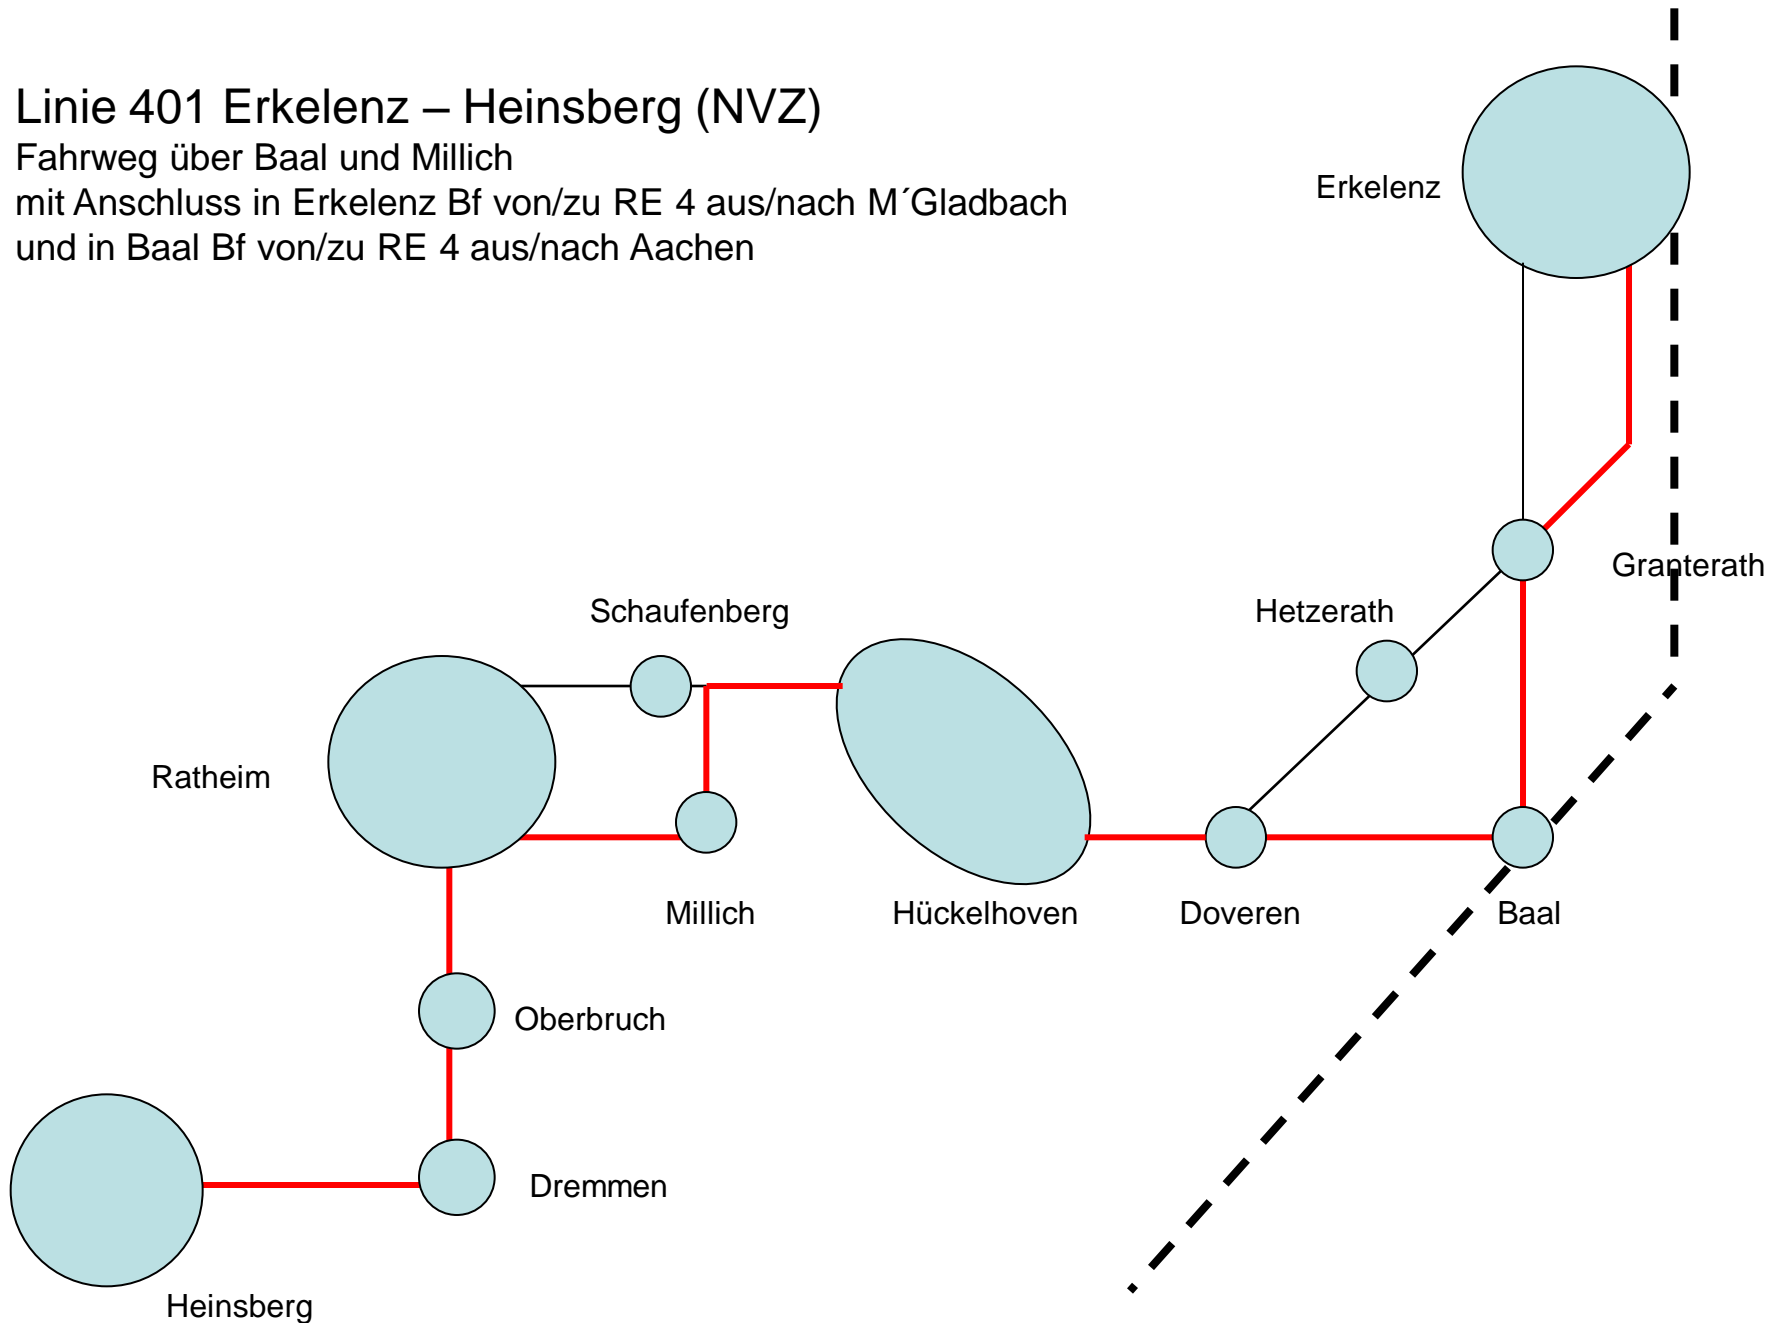 Linie 401 Erkelenz – Heinsberg (NVZ)
Fahrweg über Baal und Millich
mit Anschluss in Erkelenz Bf von/zu RE 4 aus/nach M´Gladbach
und in Baal Bf von/zu RE 4 aus/nach Aachen
Erkelenz
Granterath
Schaufenberg
Hetzerath
Ratheim
Millich
Hückelhoven
Doveren
Baal
Oberbruch
Dremmen
Heinsberg